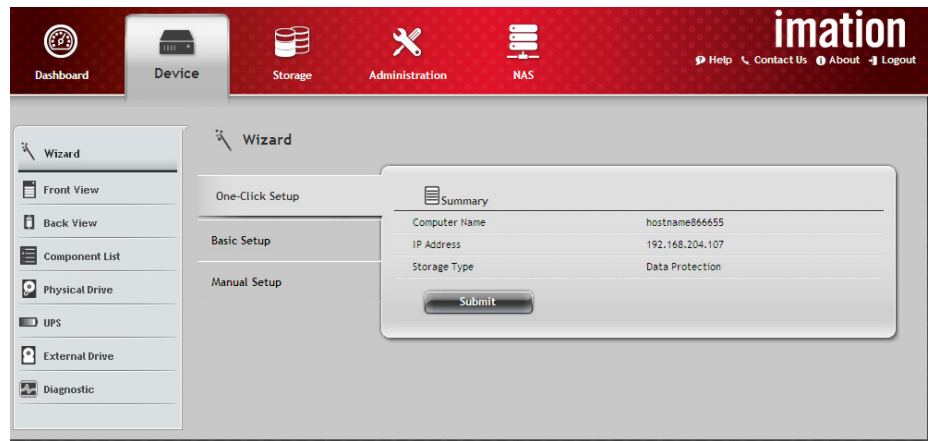 imation
Dashboard Device Storage Administration NAS
Help Contact Us About Logout
Wizard
Front View
Back View
Component List
Physical Drive
UPS
External Drive
Diagnostic
Wizard
One-Click Setup
Basic Setup
Manual Setup
Summary
Computer Name hostname866655
IP Address 192.168.204.107
Storage Type Data Protection
Submit